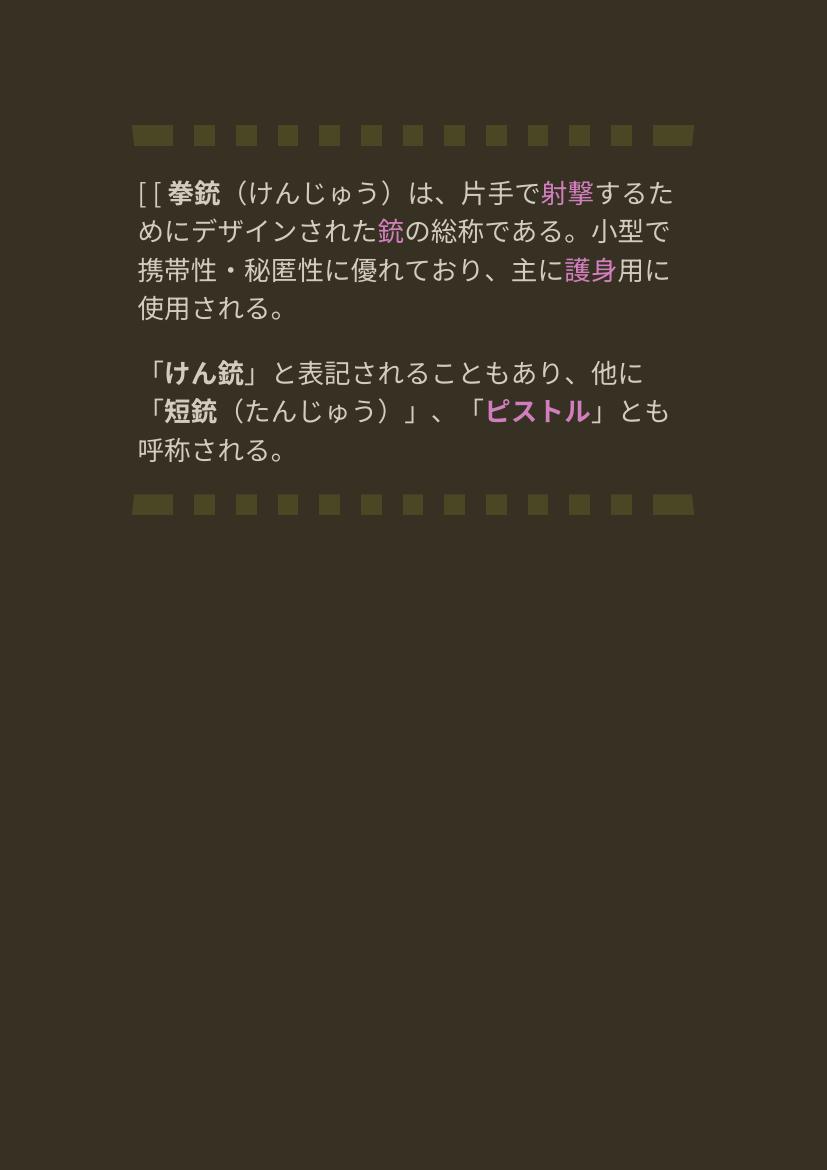 [ [ 拳銃（けんじゅう）は、片手で射撃するた
めにデザインされた銃の総称である。小型で
携帯性・秘匿性に優れており、主に護身用に
使用される。
「けん銃」と表記されることもあり、他に
「短銃（たんじゅう）」、「ピストル」とも
呼称される。